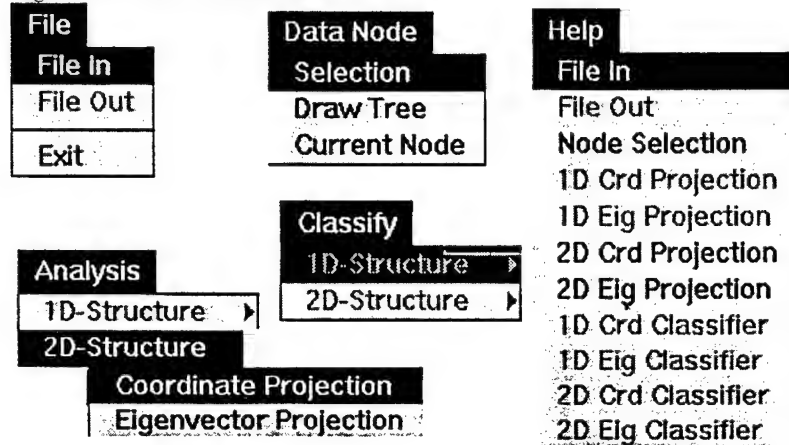 File
File In
File Out
Exit
Data Node
Selection
Draw Tree
Current Node
Help
File In
File Out
Node Selection
1D Crd Projection
1D Eig Projection
2D Crd Projection
2D Eig Projection
1D Crd Classifier
1D Eig Classifier
2D Crd Classifier
2D Eig Classifier
Classify
1D-Structure
2D-Structure
Analysis
1D-Structure
2D-Structure
Coordinate Projection
Eigenvector Projection